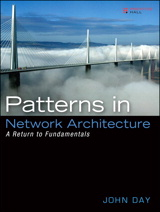 Patterns in
Network Architecture
A Return to Fundamentals
JOHN DAY